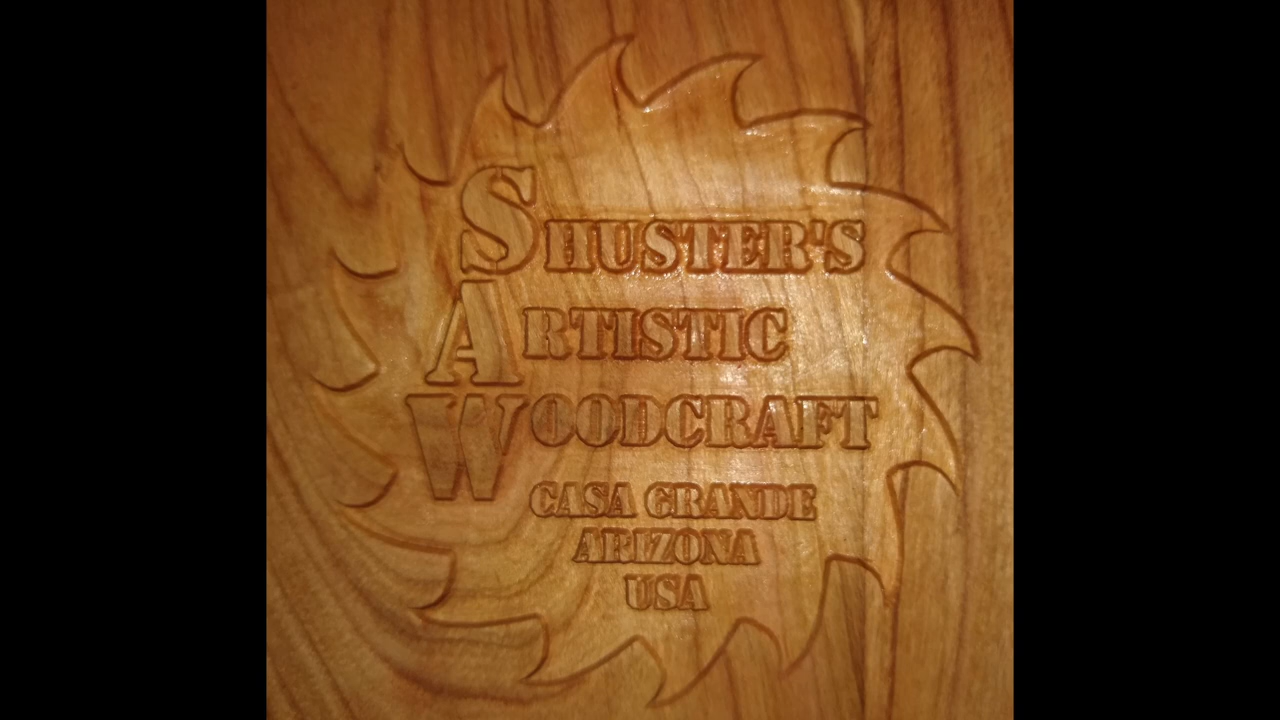 SHUSTER'S
ARTISTIC
WOODCRAFT
CASA GRANDE
ARIZONA
USA